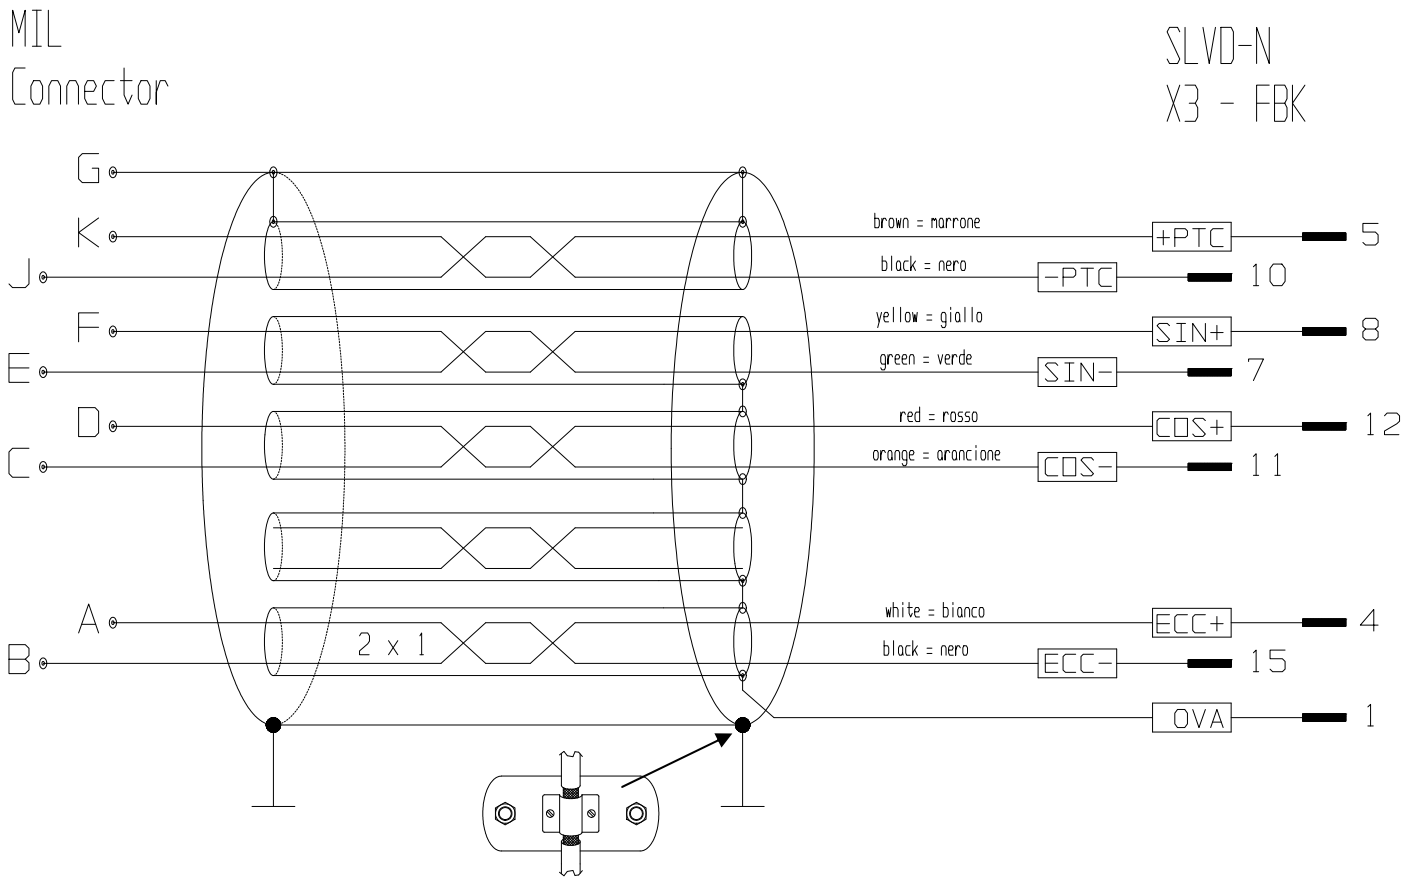 MIL
Connector
SLVD-N
X3 - FBK
G
K brown = marrone +PTC 5
J black = nero -PTC 10
F yellow = giallo SIN+ 8
E green = verde SIN- 7
D red = rosso COS+ 12
C orange = arancione COS- 11
A white = bianco ECC+ 4
2 x 1
B black = nero ECC- 15
0VA 1